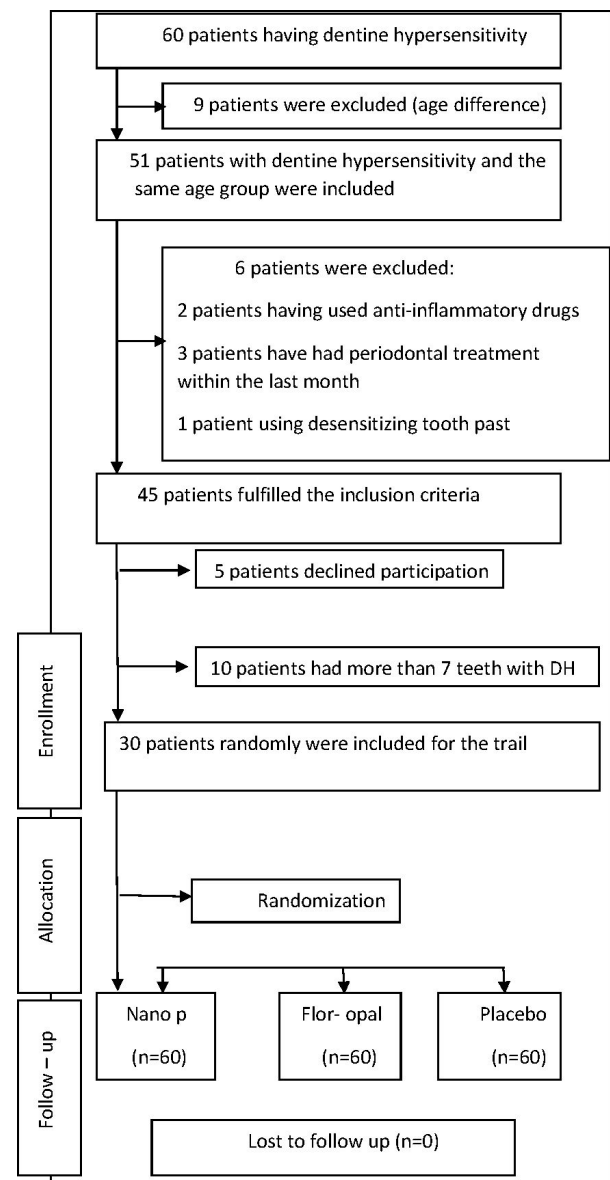 60 patients having dentine hypersensitivity
9 patients were excluded (age difference)
51 patients with dentine hypersensitivity and the
same age group were included
6 patients were excluded:
2 patients having used anti-inflammatory drugs
3 patients have had periodontal treatment
within the last month
1 patient using desensitizing tooth past
45 patients fulfilled the inclusion criteria
5 patients declined participation
10 patients had more than 7 teeth with DH
Enrollment
30 patients randomly were included for the trail
Allocation
Randomization
Follow – up
Nano p
(n=60)
Flor- opal
(n=60)
Placebo
(n=60)
Lost to follow up (n=0)